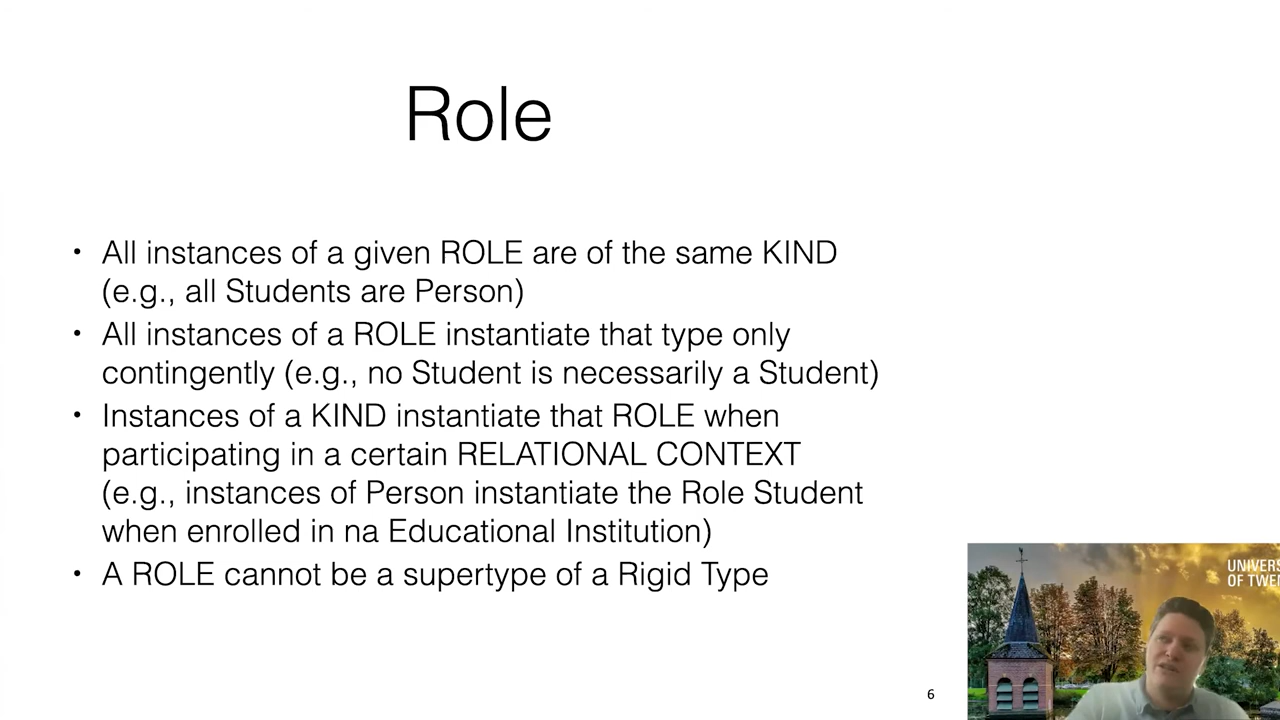 Role
• All instances of a given ROLE are of the same KIND
(e.g., all Students are Person)
• All instances of a ROLE instantiate that type only
contingently (e.g., no Student is necessarily a Student)
• Instances of a KIND instantiate that ROLE when
participating in a certain RELATIONAL CONTEXT
(e.g., instances of Person instantiate the Role Student
when enrolled in na Educational Institution)
• A ROLE cannot be a supertype of a Rigid Type
UNIVERS
OF TWEN
6